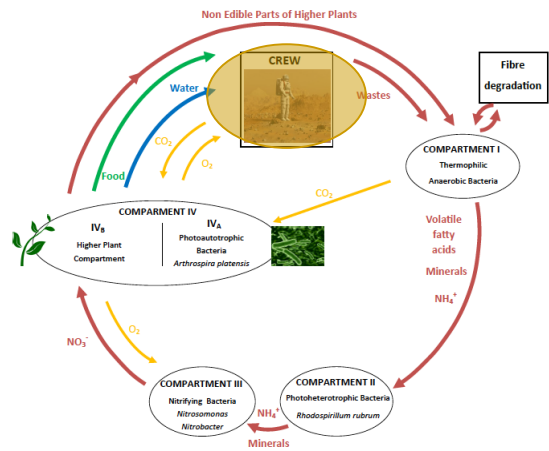 Non Edible Parts of Higher Plants
CREW
Fibre
degradation
Water
Wastes
CO2
O2
Food
COMPARTMENT I
Thermophilic
Anaerobic Bacteria
CO2
COMPARMENT IV
IVB
Higher Plant
Compartment
IVA
Photoautotrophic
Bacteria
Arthrospira platensis
Volatile
fatty
acids
Minerals
NH4+
O2
NO3-
COMPARTMENT III
Nitrifying Bacteria
Nitrosomonas
Nitrobacter
NH4+
Minerals
COMPARTMENT II
Photoheterotrophic Bacteria
Rhodospirillum rubrum